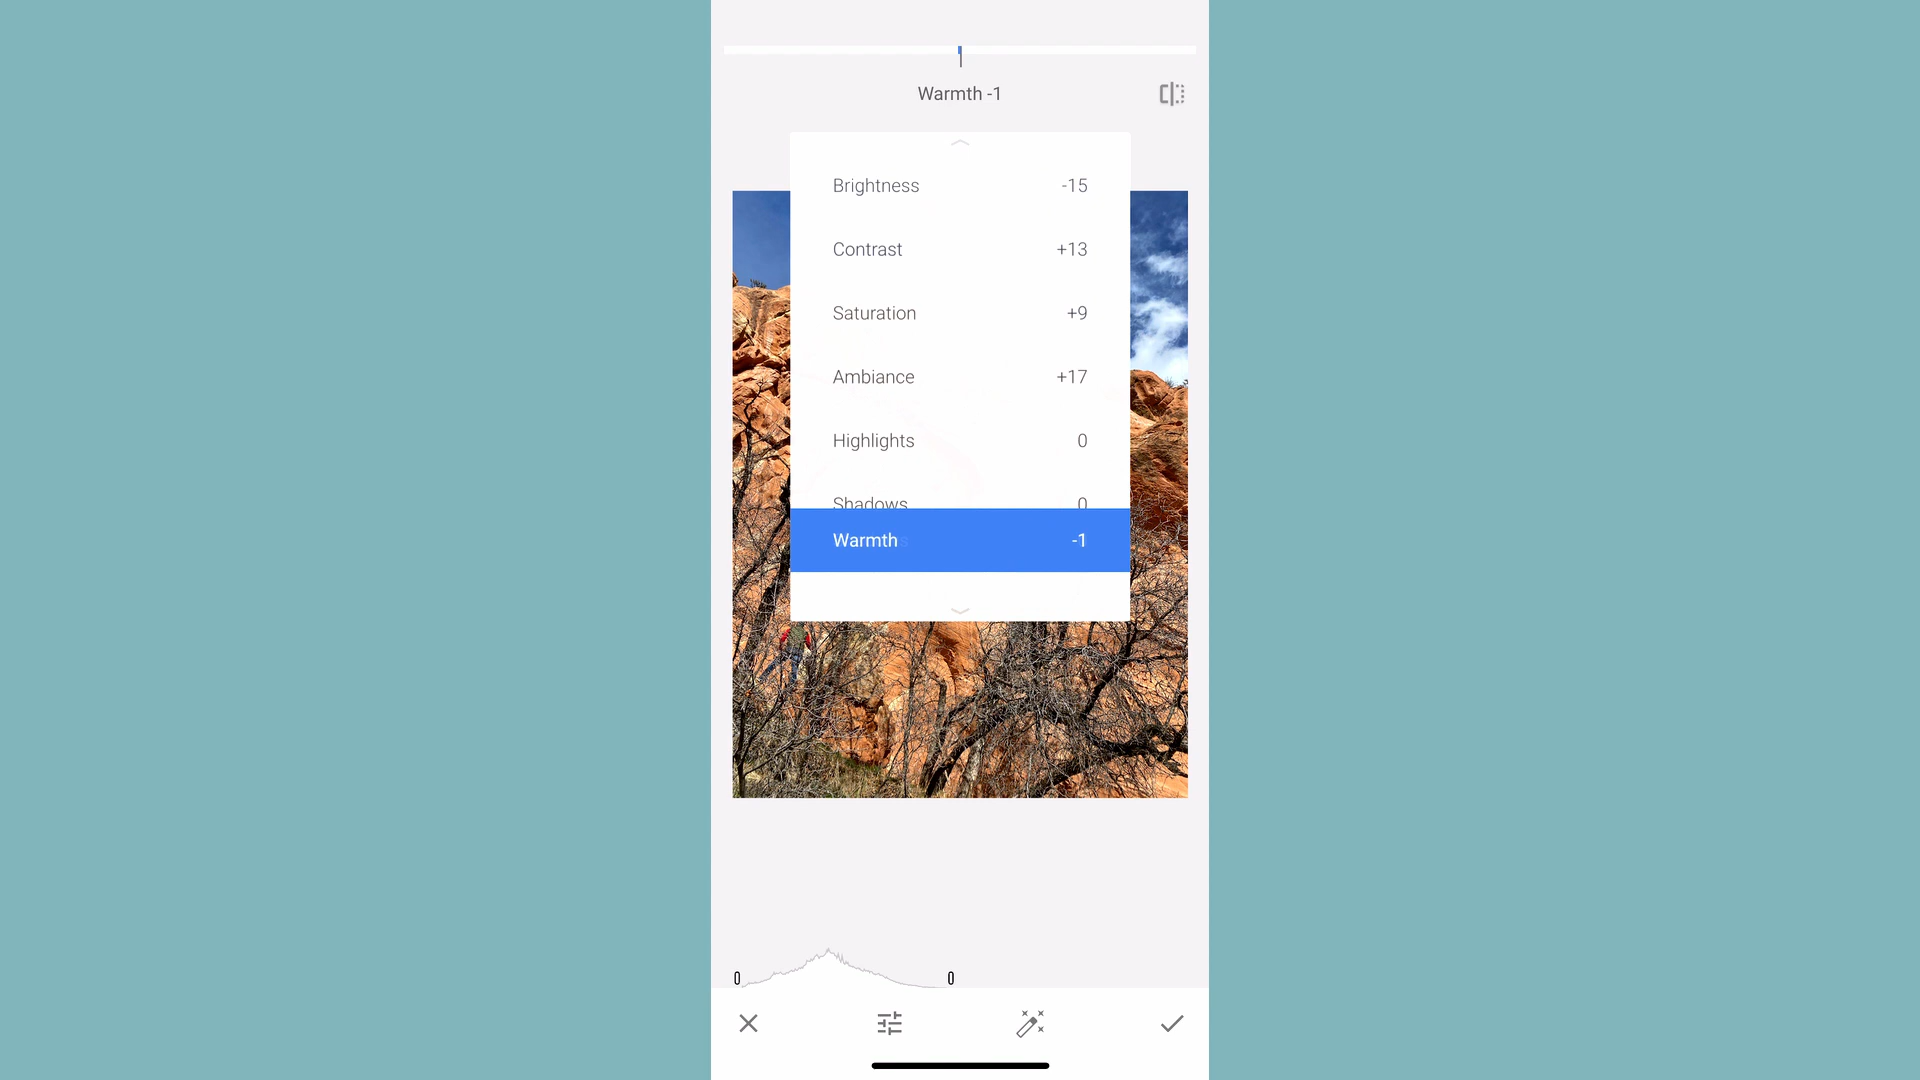 Warmth -1
Brightness -15
Contrast +13
Saturation +9
Ambiance +17
Highlights 0
Shadows 0
Warmth -1
0 0